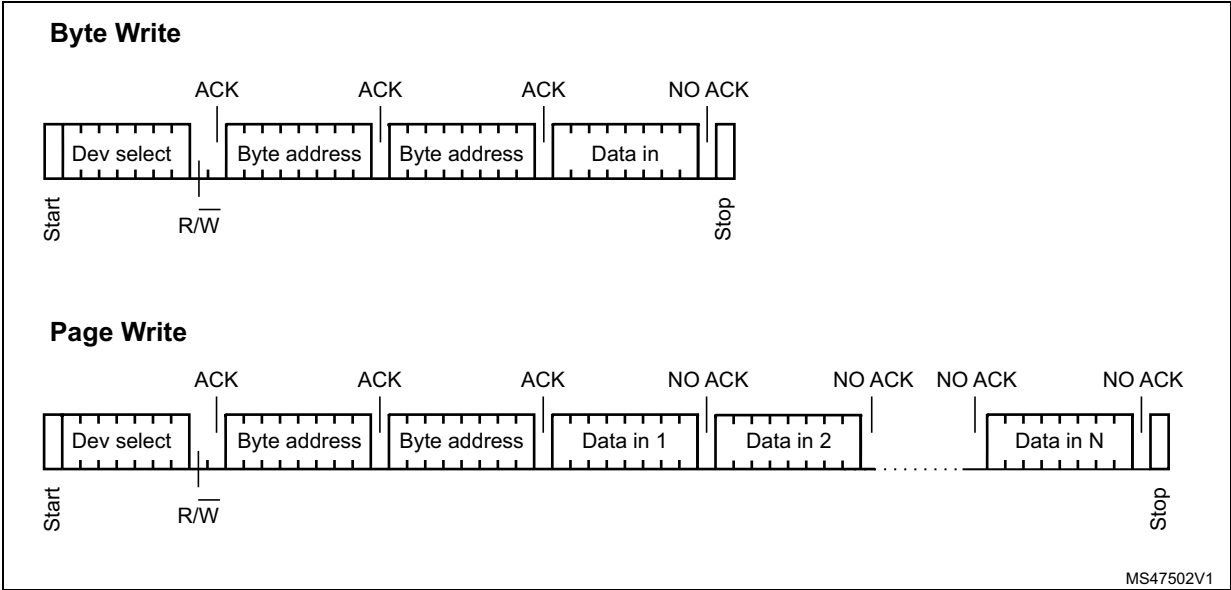 Byte Write
ACK ACK ACK NO ACK
Dev select Byte address Byte address Data in
Start R/W Stop
Page Write
ACK ACK ACK NO ACK NO ACK NO ACK NO ACK
Dev select Byte address Byte address Data in 1 Data in 2 Data in N
Start R/W Stop
MS47502V1